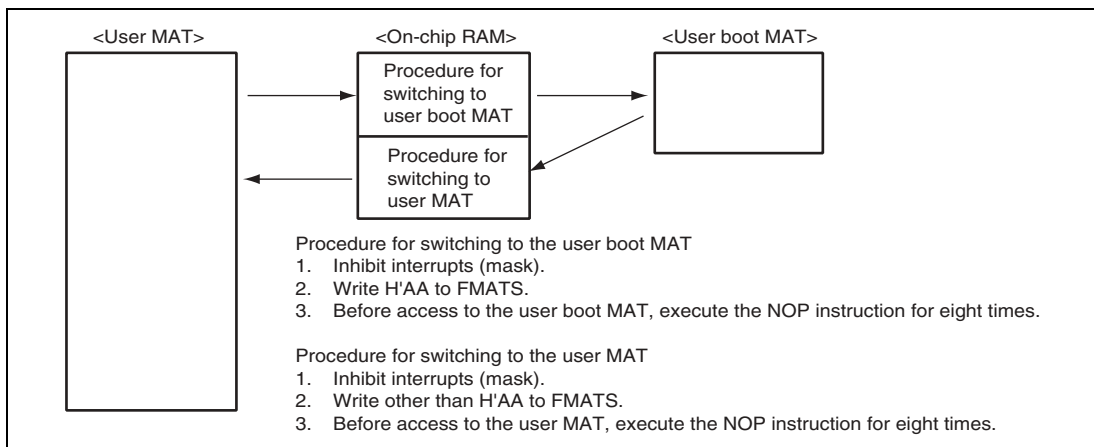 <User MAT>
<On-chip RAM>
<User boot MAT>
Procedure for
switching to
user boot MAT
Procedure for
switching to
user MAT
Procedure for switching to the user boot MAT
1. Inhibit interrupts (mask).
2. Write H'AA to FMATS.
3. Before access to the user boot MAT, execute the NOP instruction for eight times.
Procedure for switching to the user MAT
1. Inhibit interrupts (mask).
2. Write other than H'AA to FMATS.
3. Before access to the user MAT, execute the NOP instruction for eight times.